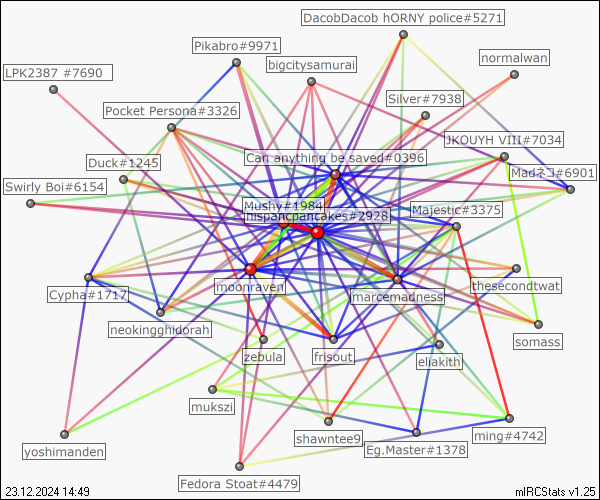 DacobDacob hORNY police#5271
Pikabro#9971
bigcitysamurai
normalwan
LPK2387 #7690
Silver#7938
Pocket Persona#3326
JKOUYH VIII#7034
Can anything be saved#0396
Duck#1245
Swirly Boi#6154
Mushy#1984
hispancpancakes#2928
Majestic#3375
moonraven
marcemadness
thesecondtwat
Cypha#1717
neokingghidorah
somass
zebula
frisout
eliakith
mukszi
shawntee9
ming#4742
yoshimanden
Eg.Master#1378
Fedora Stoat#4479
23.12.2024 14:49
mIRCStats v1.25